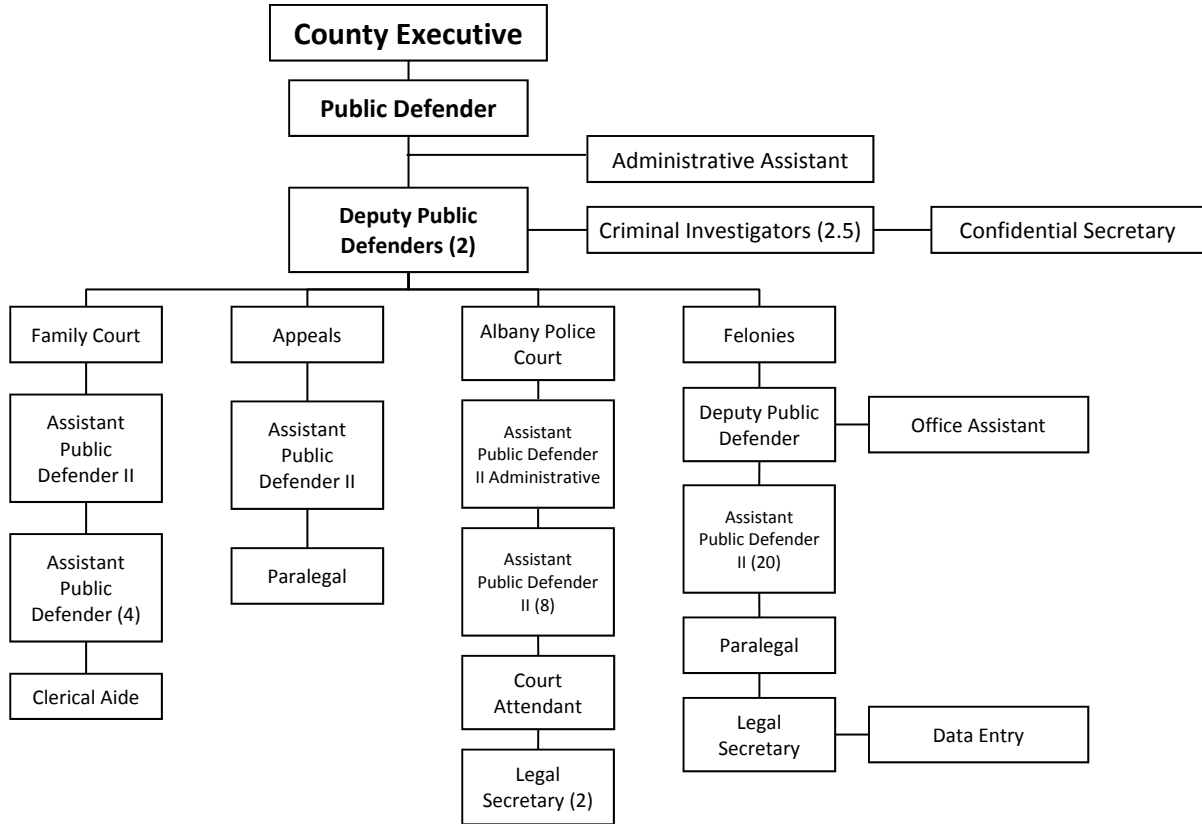 County Executive
Public Defender
Administrative Assistant
Deputy Public
Defenders (2)
Criminal Investigators (2.5)
Confidential Secretary
Family Court
Appeals
Albany Police
Court
Felonies
Assistant
Public
Defender II
Assistant
Public
Defender II
Assistant
Public Defender
II Administrative
Deputy Public
Defender
Office Assistant
Assistant
Public
Defender (4)
Paralegal
Assistant
Public Defender
II (8)
Assistant
Public Defender
II (20)
Clerical Aide
Court
Attendant
Paralegal
Legal
Secretary (2)
Legal
Secretary
Data Entry